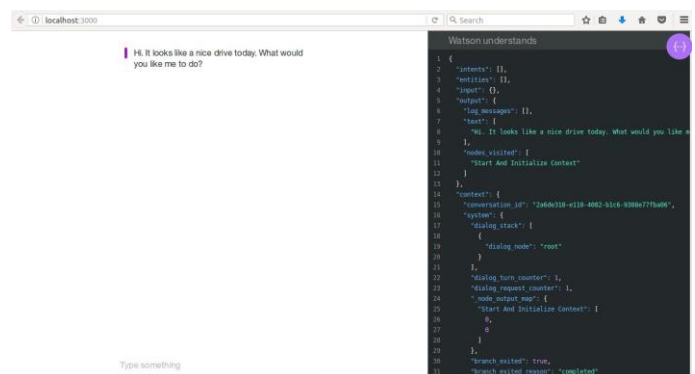 localhost:3000
Search
Hi. It looks like a nice drive today. What would
you like me to do?
Type something
Watson understands
{--}
1 {
2 "intents": [],
3 "entities": [],
4 "input": {},
5 "output": {
6 "log_messages": [],
7 "text": [
8 "Hi. It looks like a nice drive today. What would you like m
9 ],
10 "nodes_visited": [
11 "Start And Initialize Context"
12 ]
13 },
14 "context": {
15 "conversation_id": "2a6de318-e110-4082-b1c6-9308e77fba06",
16 "system": {
17 "dialog_stack": [
18 {
19 "dialog_node": "root"
20 }
21 ],
22 "dialog_turn_counter": 1,
23 "dialog_request_counter": 1,
24 "_node_output_map": {
25 "Start And Initialize Context": [
26 0,
27 0
28 ]
29 },
30 "branch_exited": true,
31 "branch_exited_reason": "completed"